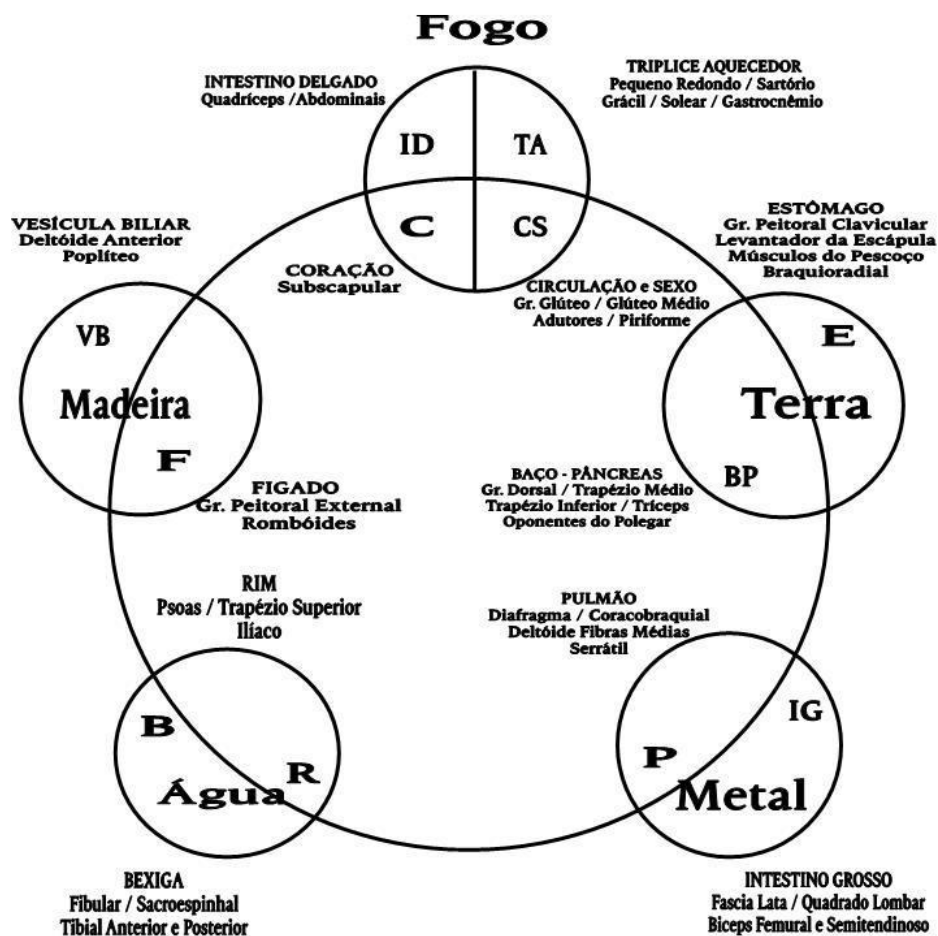 Fogo
INTESTINO DELGADO
Quadríceps /Abdominais
TRIPLICE AQUECEDOR
Pequeno Redondo / Sartório
Grácil / Solear / Gastrocnêmio
ID
TA
C
CS
VESÍCULA BILIAR
Deltóide Anterior
Poplíteo
CORAÇÃO
Subscapular
CIRCULAÇÃO e SEXO
Gr. Glúteo / Glúteo Médio
Adutores / Piriforme
ESTÔMAGO
Gr. Peitoral Clavicular
Levantador da Escápula
Músculos do Pescoço
Braquioradial
VB
Madeira
F
E
Terra
BP
FIGADO
Gr. Peitoral External
Rombóides
BAÇO - PÂNCREAS
Gr. Dorsal / Trapézio Médio
Trapézio Inferior / Tríceps
Oponentes do Polegar
RIM
Psoas / Trapézio Superior
Ilíaco
PULMÃO
Diafragma / Coracobraquial
Deltóide Fibras Médias
Serrátil
B
R
Água
IG
P
Metal
BEXIGA
Fibular / Sacroespinhal
Tibial Anterior e Posterior
INTESTINO GROSSO
Fascia Lata / Quadrado Lombar
Biceps Femural e Semitendinoso